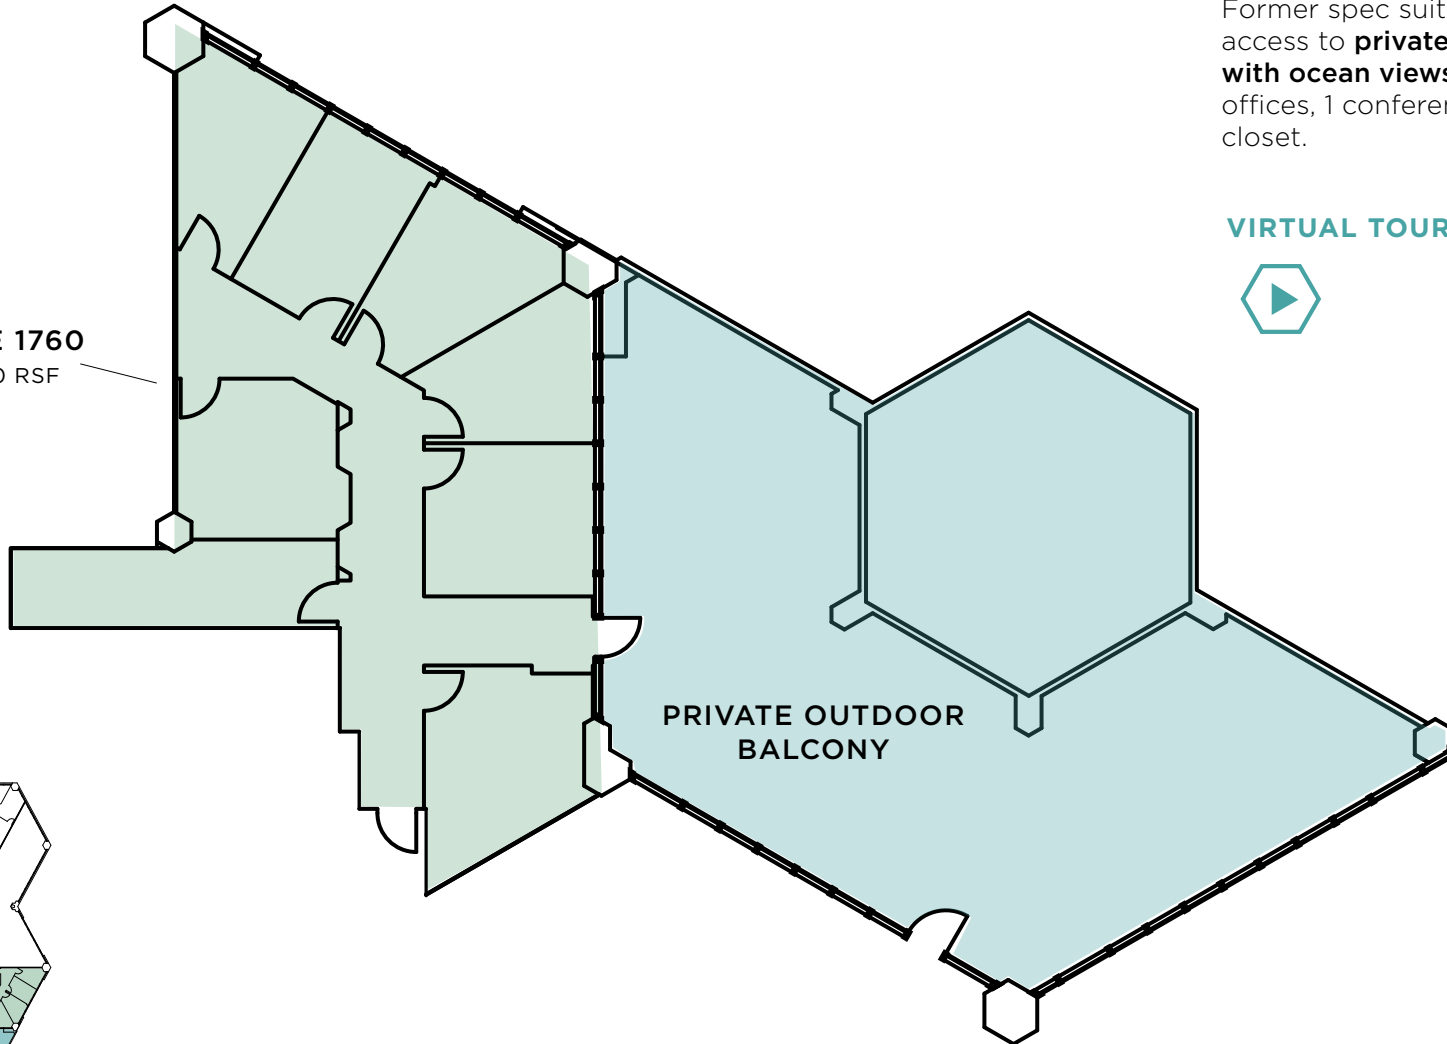 Former spec suit
access to private
with ocean views
offices, 1 conferen
closet.
VIRTUAL TOUR
E 1760
0 RSF
PRIVATE OUTDOOR
BALCONY